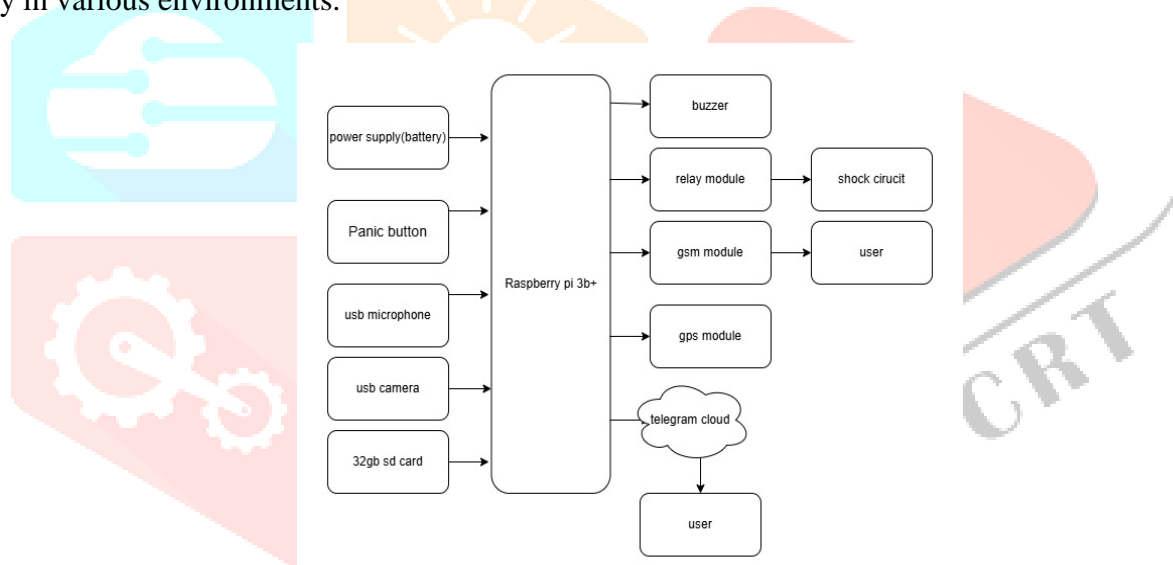 y in various environments.
buzzer
power supply(battery)
relay module
shock cirucit
Panic button
gsm module
user
Raspberry pi 3b+
usb microphone
gps module
usb camera
telegram cloud
32gb sd card
user
CRT